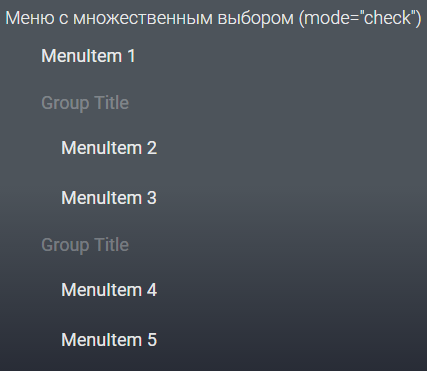 Меню с множественным выбором (mode="check")
MenuItem 1
Group Title
MenuItem 2
MenuItem 3
Group Title
MenuItem 4
MenuItem 5